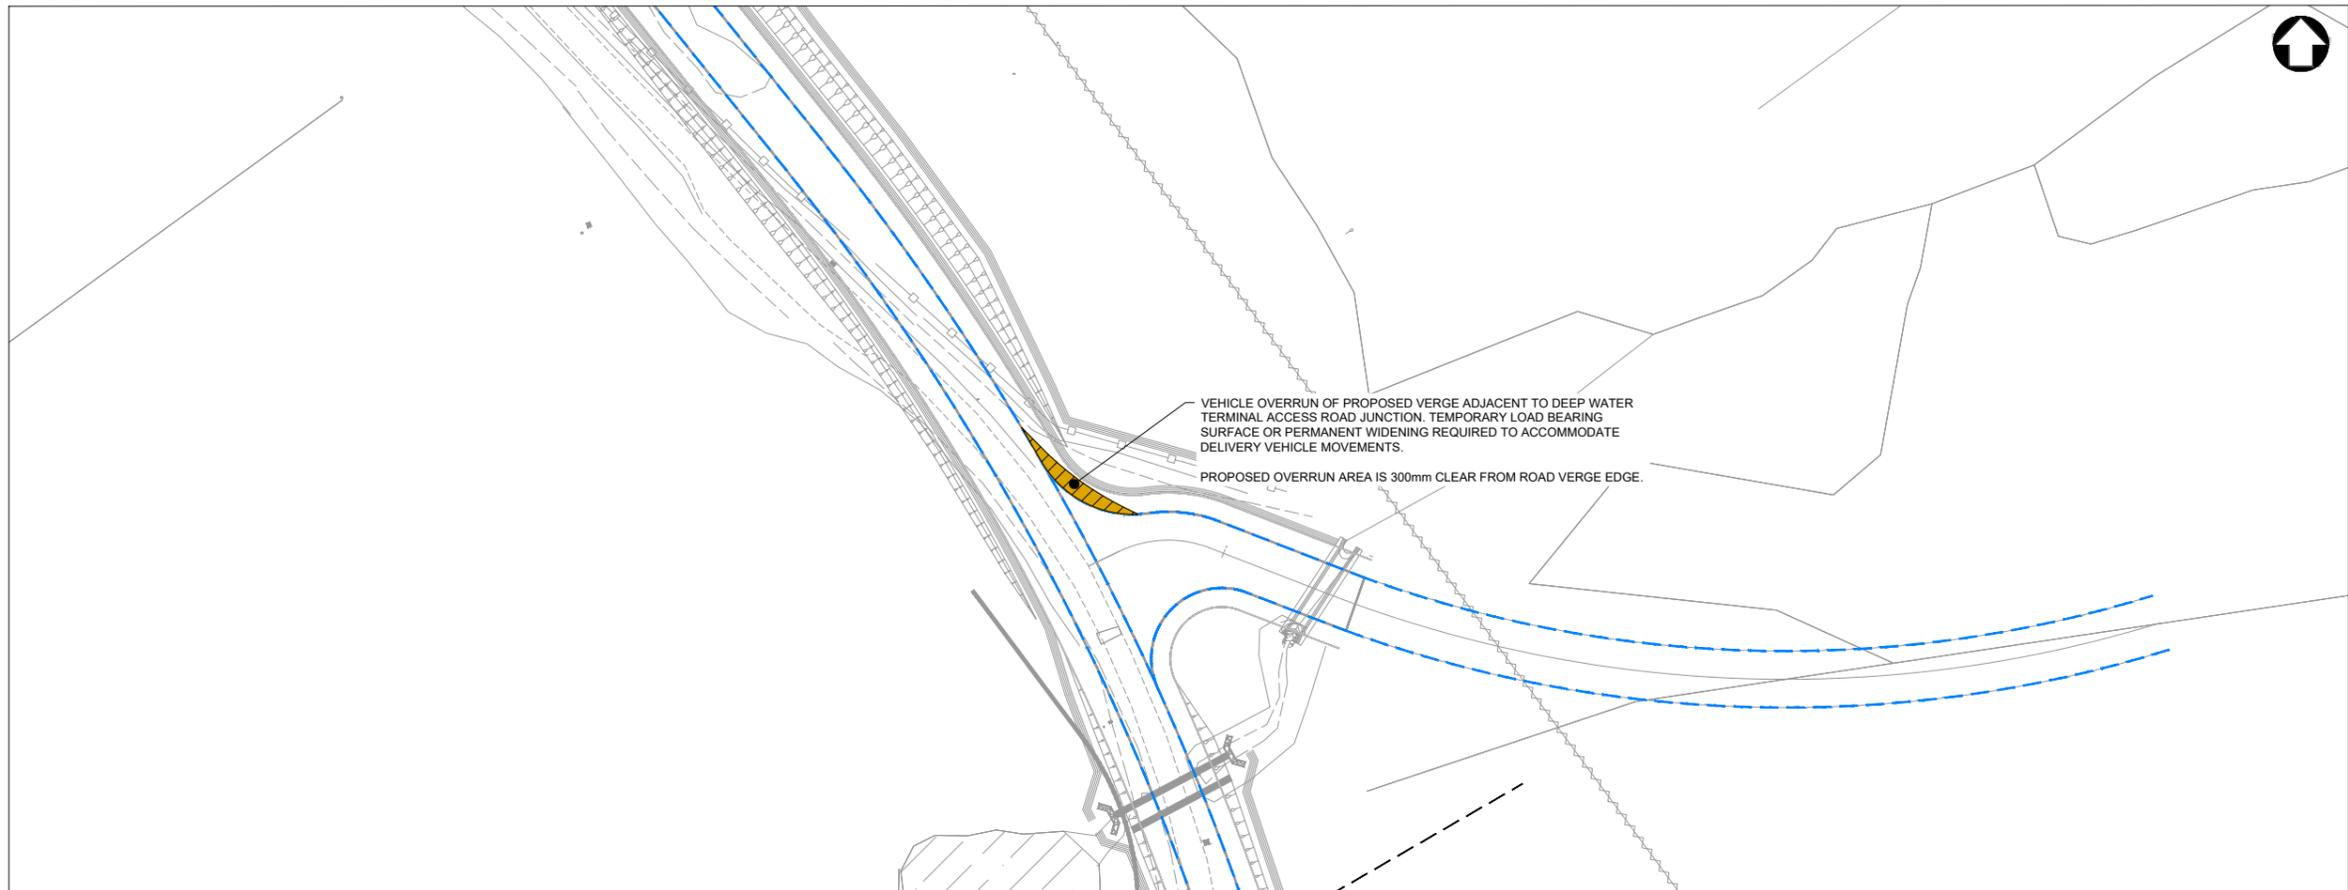 VEHICLE OVERRUN OF PROPOSED VERGE ADJACENT TO DEEP WATER
TERMINAL ACCESS ROAD JUNCTION. TEMPORARY LOAD BEARING
SURFACE OR PERMANENT WIDENING REQUIRED TO ACCOMMODATE
DELIVERY VEHICLE MOVEMENTS.
PROPOSED OVERRUN AREA IS 300mm CLEAR FROM ROAD VERGE EDGE.